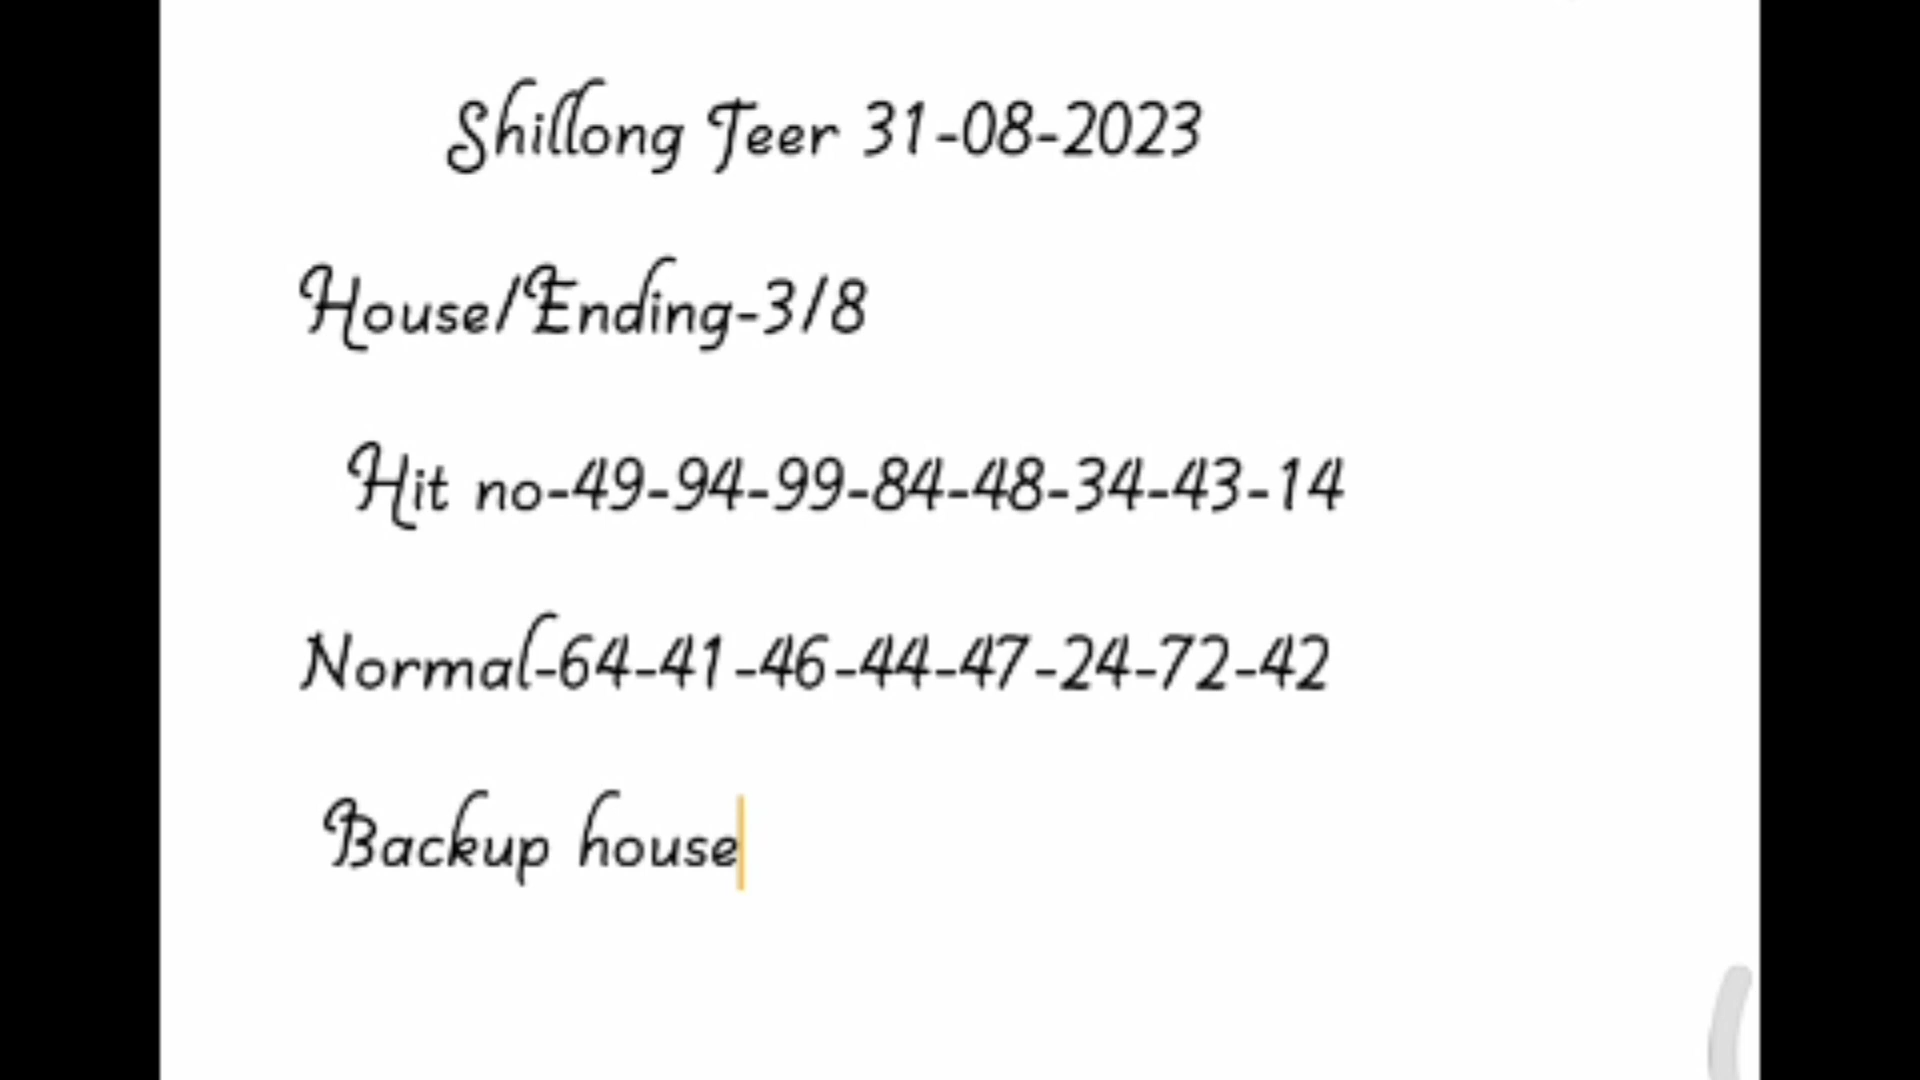 Shillong Teer 31-08-2023
House/Ending-3/8
Hit no-49-94-99-84-48-34-43-14
Normal-64-41-46-44-47-24-72-42
Backup house